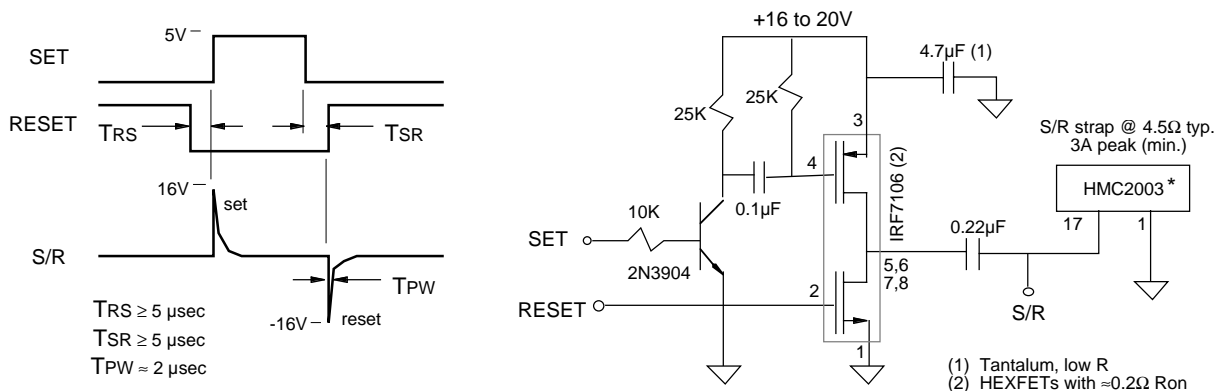 5V
SET
RESET
TRS
TSR
16V
set
S/R
TPW
-16V
reset
TRS ≥ 5 µsec
TSR ≥ 5 µsec
TPW ≈ 2 µsec
+16 to 20V
4.7µF (1)
25K
25K
3
S/R strap @ 4.5Ω typ.
3A peak (min.)
4
IRF7106 (2)
HMC2003 *
10K
0.1µF
0.22µF
17
1
SET
2N3904
5,6
7,8
2
RESET
S/R
1
(1) Tantalum, low R
(2) HEXFETs with ≈0.2Ω Ron